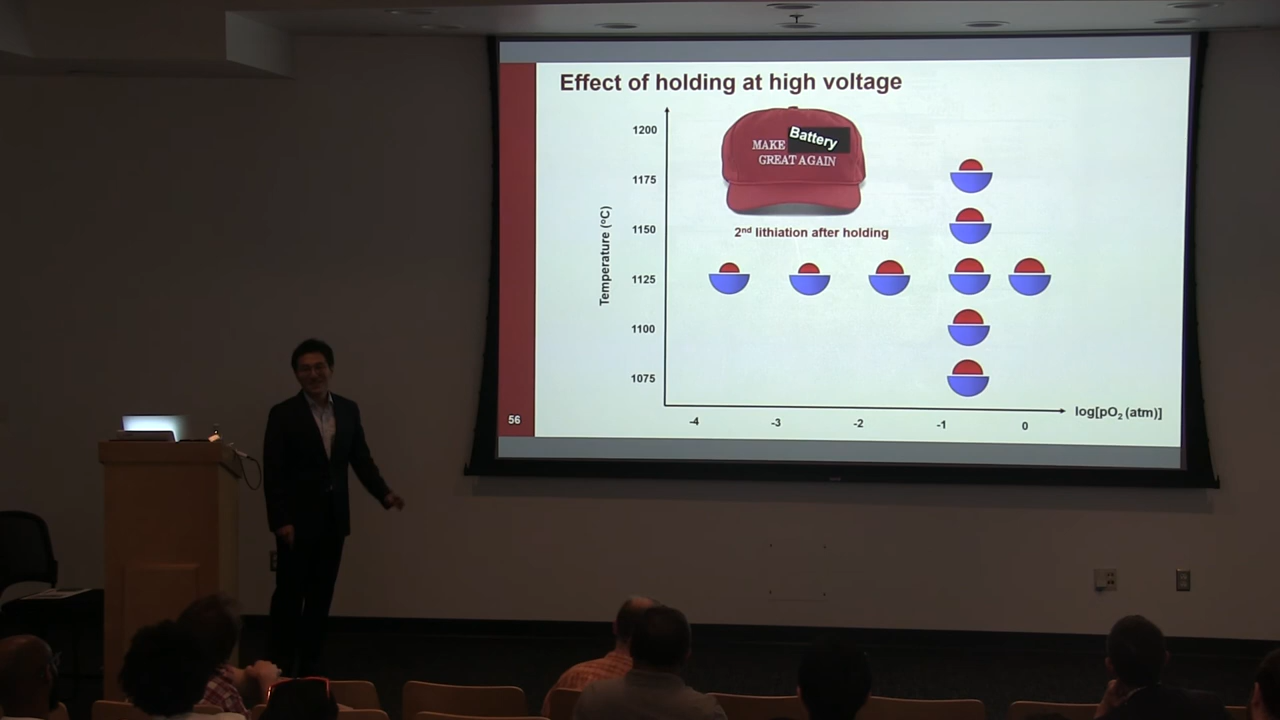 Effect of holding at high voltage
1200
1175
1150
1125
1100
1075
Temperature (°C)
MAKE Battery
GREAT AGAIN
2nd lithiation after holding
-4 -3 -2 -1 0
log[pO2 (atm)]
56